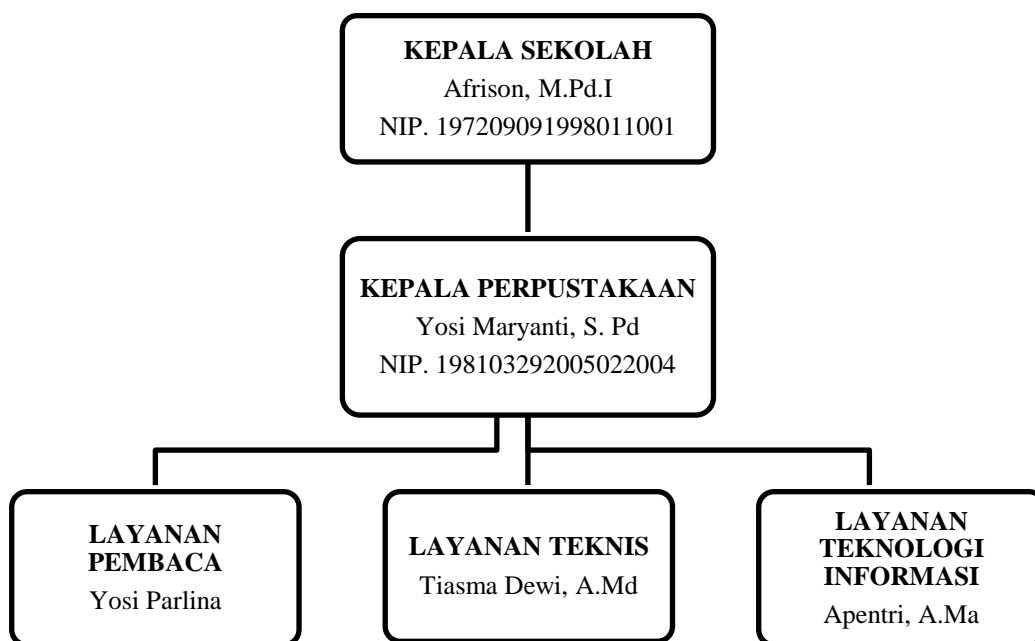 KEPALA SEKOLAH
Afrison, M.Pd.I
NIP. 197209091998011001
KEPALA PERPUSTAKAAN
Yosi Maryanti, S. Pd
NIP. 198103292005022004
LAYANAN
PEMBACA
Yosi Parlina
LAYANAN TEKNIS
Tiasma Dewi, A.Md
LAYANAN
TEKNOLOGI
INFORMASI
Apentri, A.Ma